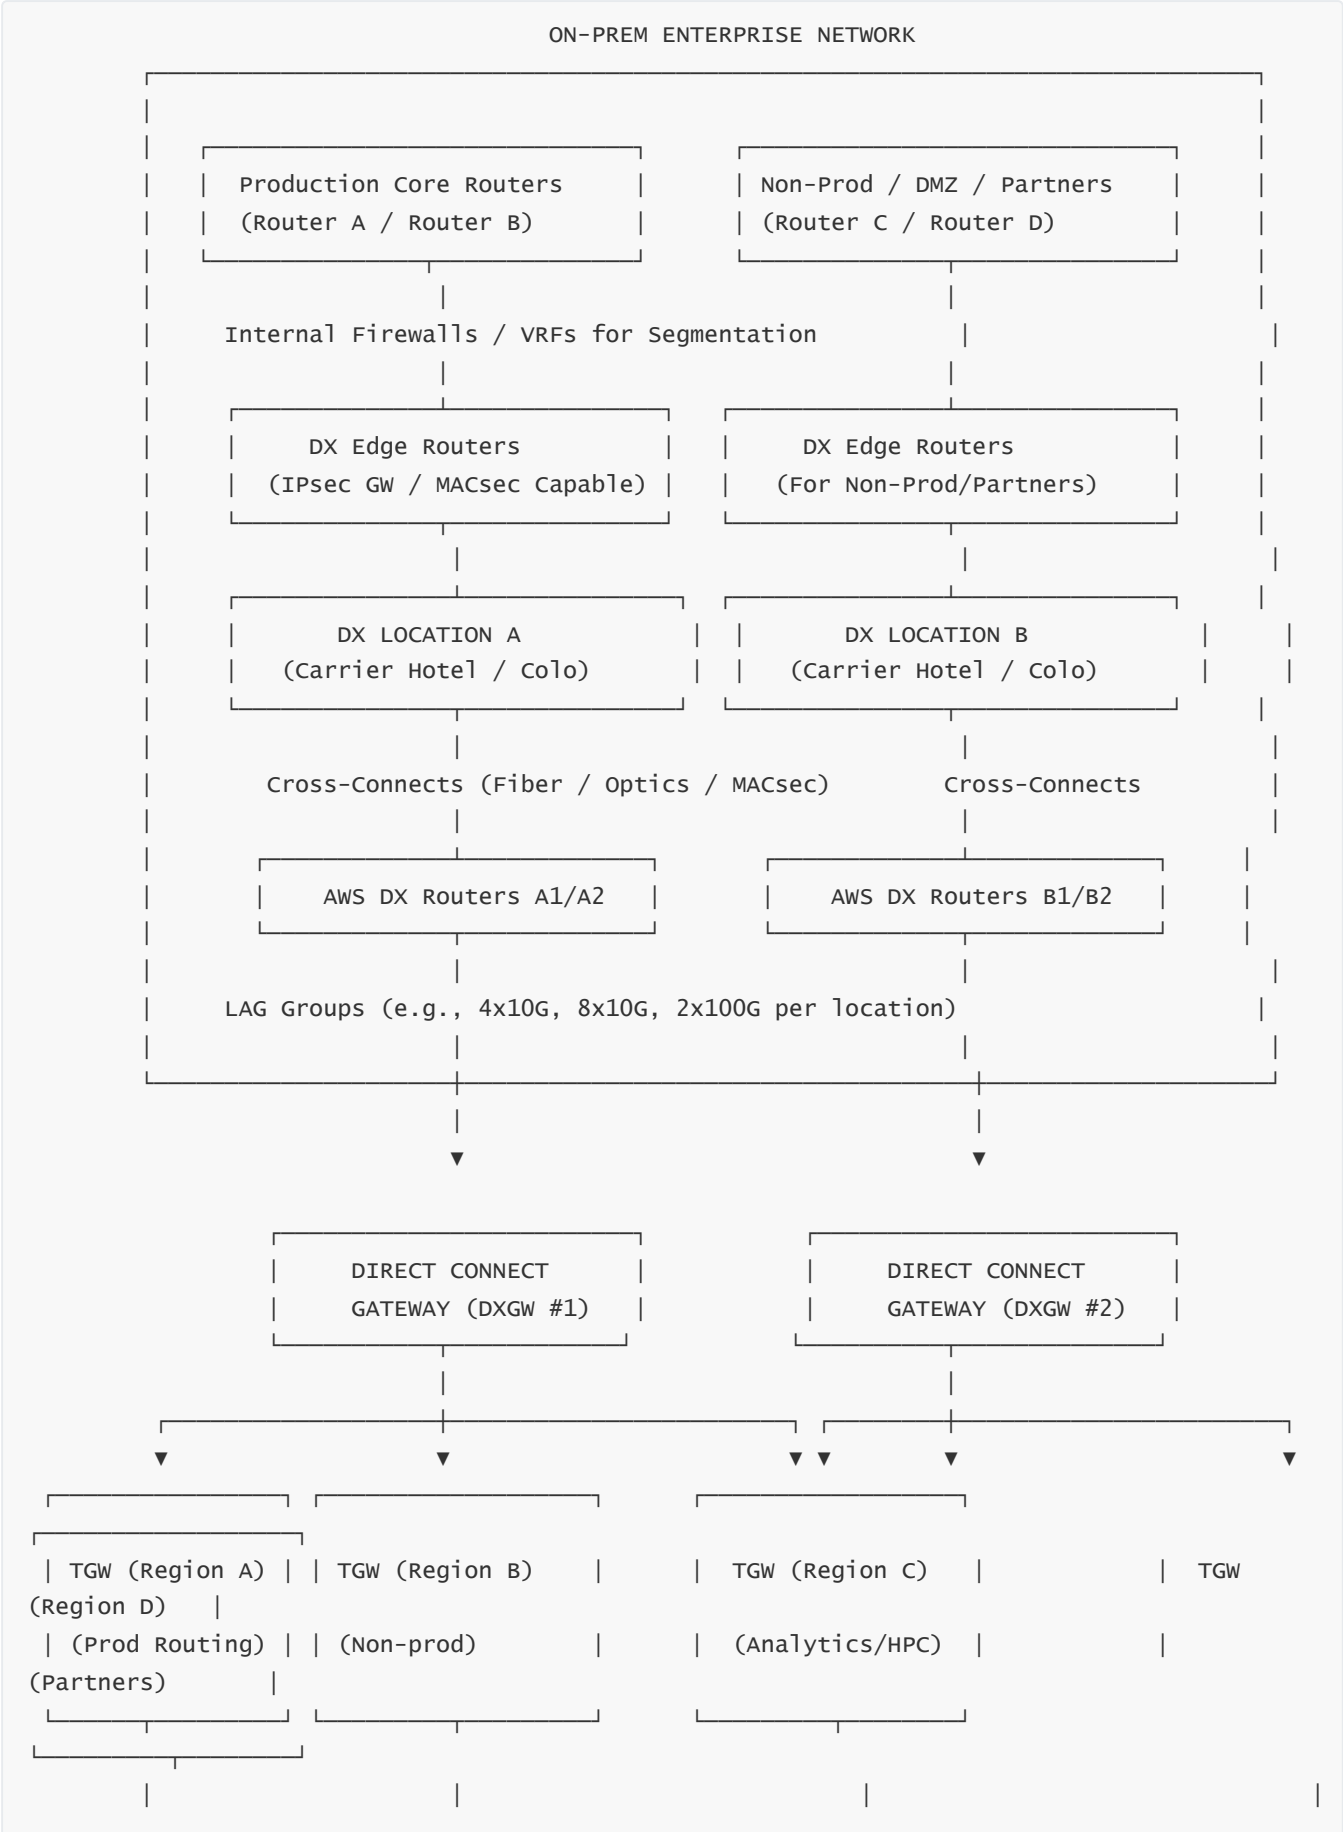 ON-PREM ENTERPRISE NETWORK
Production Core Routers Non-Prod / DMZ / Partners
(Router A / Router B) (Router C / Router D)
Internal Firewalls / VRFs for Segmentation
DX Edge Routers DX Edge Routers
(IPsec GW / MACsec Capable) (For Non-Prod/Partners)
DX LOCATION A DX LOCATION B
(Carrier Hotel / Colo) (Carrier Hotel / Colo)
Cross-Connects (Fiber / Optics / MACsec) Cross-Connects
AWS DX Routers A1/A2 AWS DX Routers B1/B2
LAG Groups (e.g., 4x10G, 8x10G, 2x100G per location)
DIRECT CONNECT DIRECT CONNECT
GATEWAY (DXGW #1) GATEWAY (DXGW #2)
TGW (Region A) TGW (Region B) TGW (Region C) TGW
(Region D)
(Prod Routing) (Non-prod) (Analytics/HPC)
(Partners)